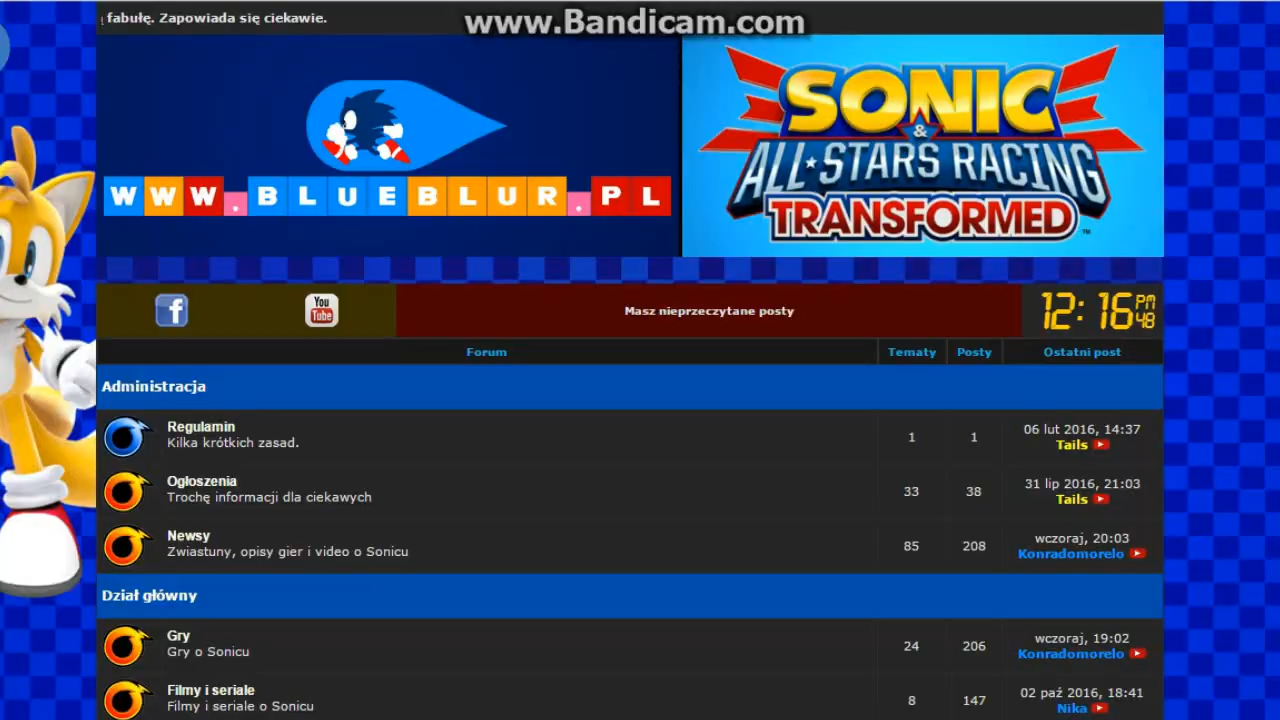 fabułę. Zapowiada się ciekawie.
www.Bandicam.com
WWW.BLUEBLUR.PL
SONIC
&
ALL★STARS RACING
TRANSFORMED™
f
You
Tube
Masz nieprzeczytane posty
12:16 PM 48
Forum Tematy Posty Ostatni post
Administracja
Regulamin
Kilka krótkich zasad.
1 1
06 lut 2016, 14:37
Tails
Ogłoszenia
Trochę informacji dla ciekawych
33 38
31 lip 2016, 21:03
Tails
Newsy
Zwiastuny, opisy gier i video o Sonicu
85 208
wczoraj, 20:03
Konradomorelo
Dział główny
Gry
Gry o Sonicu
24 206
wczoraj, 19:02
Konradomorelo
Filmy i seriale
Filmy i seriale o Sonicu
8 147
02 paź 2016, 18:41
Nika